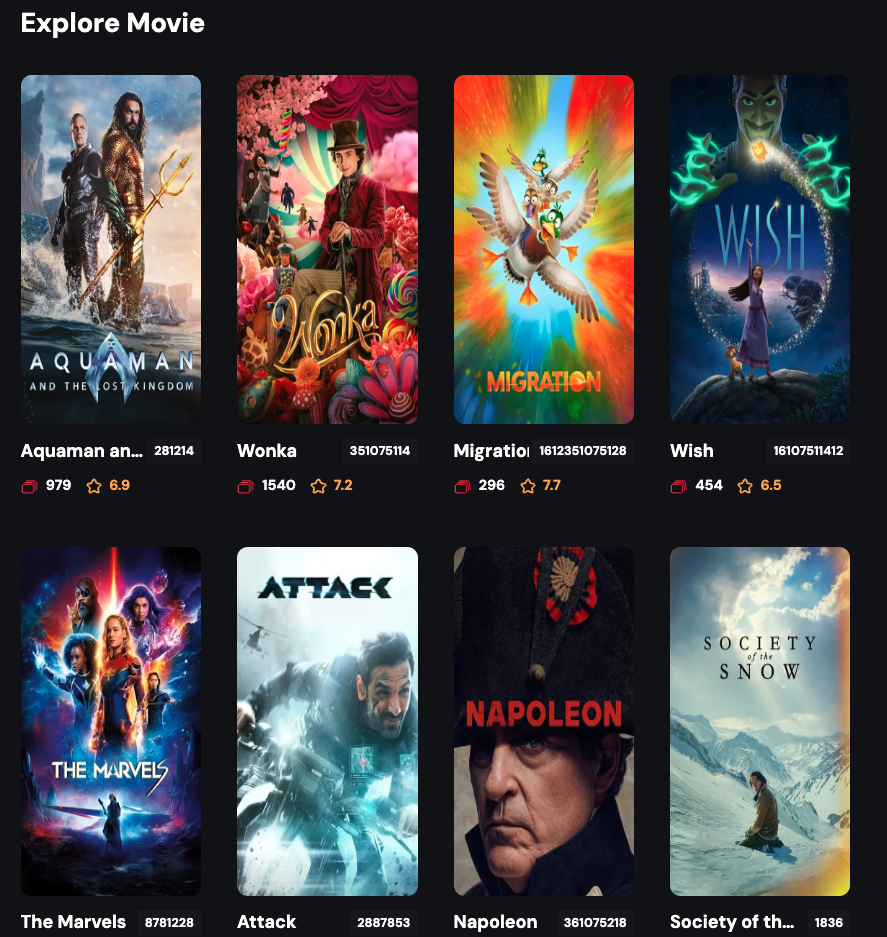 Explore Movie
AQUAMAN
AND THE LOST KINGDOM
Wonka
MIGRATION
WISH
Aquaman an... 281214
Wonka 351075114
Migration 1612351075128
Wish 16107511412
979 6.9
1540 7.2
296 7.7
454 6.5
THE MARVELS
ATTACK
NAPOLEON
SOCIETY
of the
SNOW
The Marvels 8781228
Attack 2887853
Napoleon 361075218
Society of th... 1836